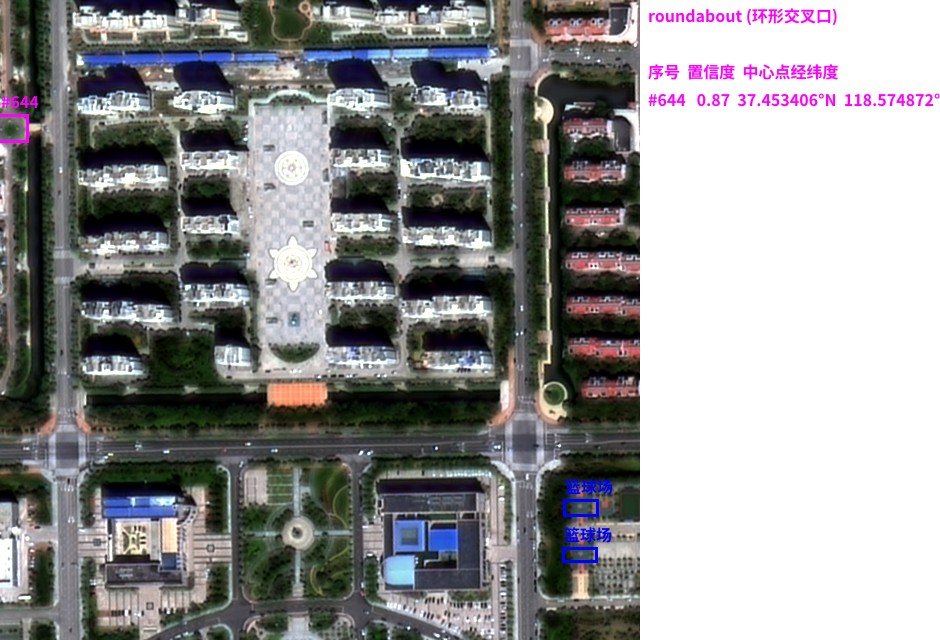 roundabout (环形交叉口)
序号 置信度 中心点经纬度
#644 0.87 37.453406°N 118.574872°
#644
篮球场
篮球场